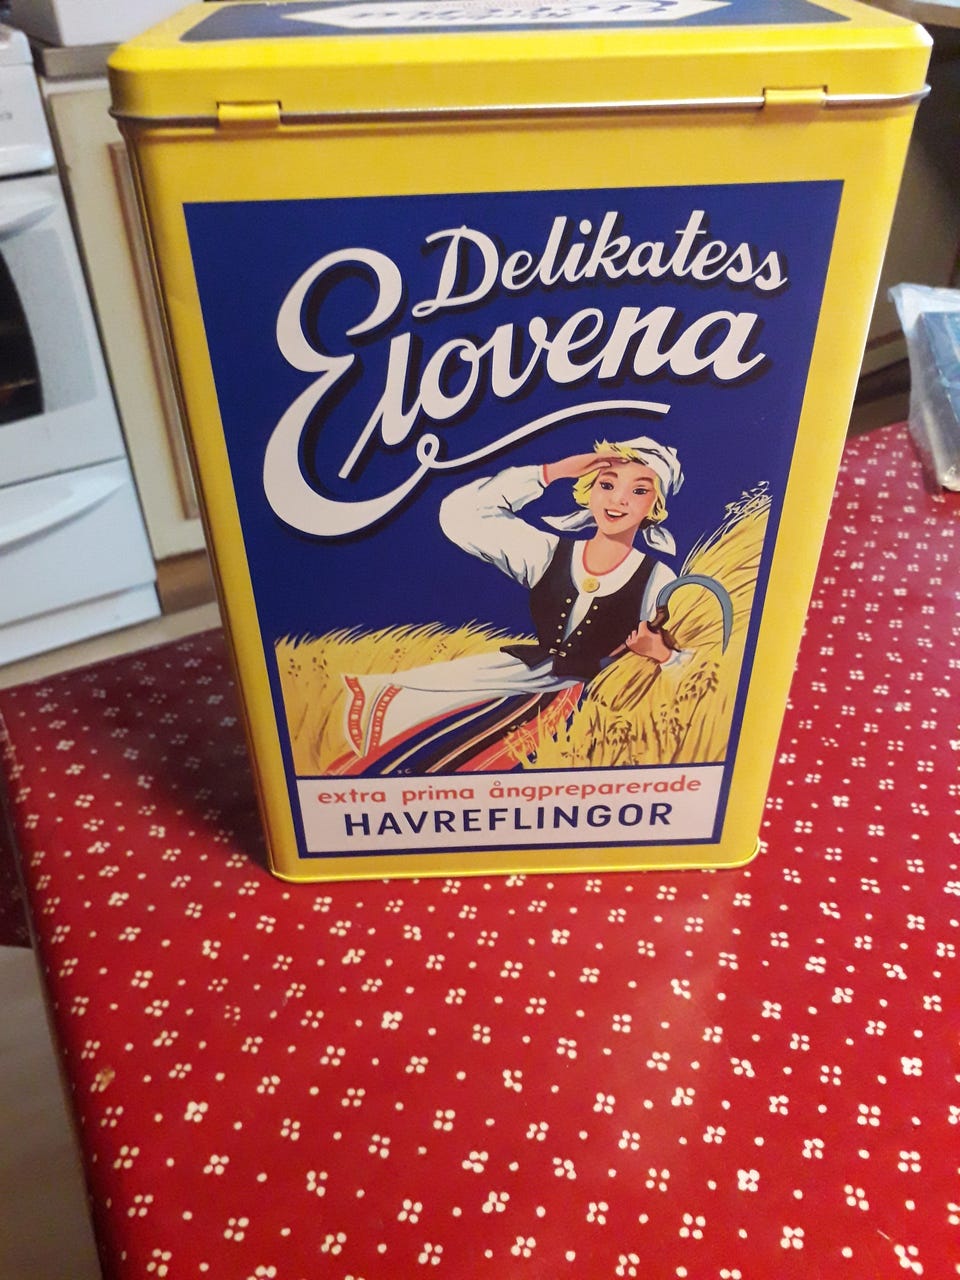 Delikatess
Elovena
extra prima ångpreparerade
HAVREFLINGOR